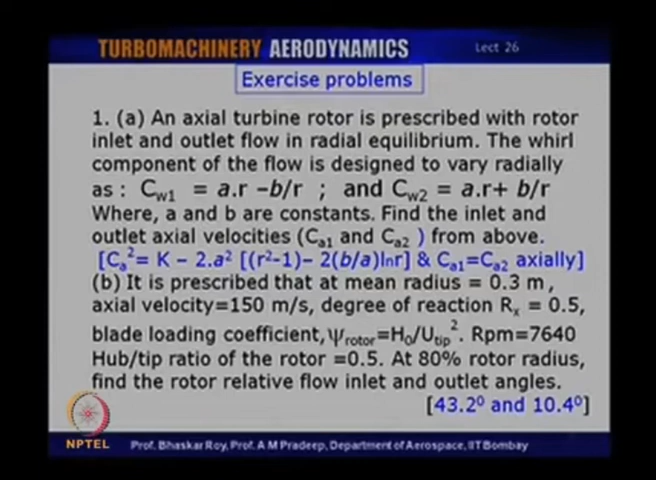 TURBOMACHINERY AERODYNAMICS Lect 26
Exercise problems
1. (a) An axial turbine rotor is prescribed with rotor
inlet and outlet flow in radial equilibrium. The whirl
component of the flow is designed to vary radially
as : Cw1 = a.r –b/r ; and Cw2 = a.r+ b/r
Where, a and b are constants. Find the inlet and
outlet axial velocities (Ca1 and Ca2 ) from above.
[Ca²= K – 2.a² [(r²-1)– 2(b/a)lnr] & Ca1=Ca2 axially]
(b) It is prescribed that at mean radius = 0.3 m ,
axial velocity=150 m/s, degree of reaction Rx = 0.5,
blade loading coefficient,ψrotor=H0/Utip². Rpm=7640
Hub/tip ratio of the rotor =0.5. At 80% rotor radius,
find the rotor relative flow inlet and outlet angles.
[43.2⁰ and 10.4⁰]
NPTEL
Prof. Bhaskar Roy, Prof. A M Pradeep, Department of Aerospace, IIT Bombay